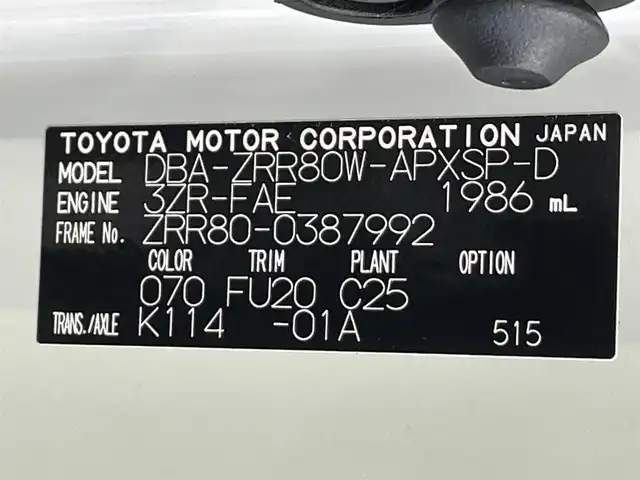 TOYOTA MOTOR CORPORATION JAPAN
MODEL DBA-ZRR80W-APXSP-D
ENGINE 3ZR-FAE 1986 mL
FRAME No. ZRR80-0387992
COLOR TRIM PLANT OPTION
070 FU20 C25
TRANS./AXLE K114 -01A 515